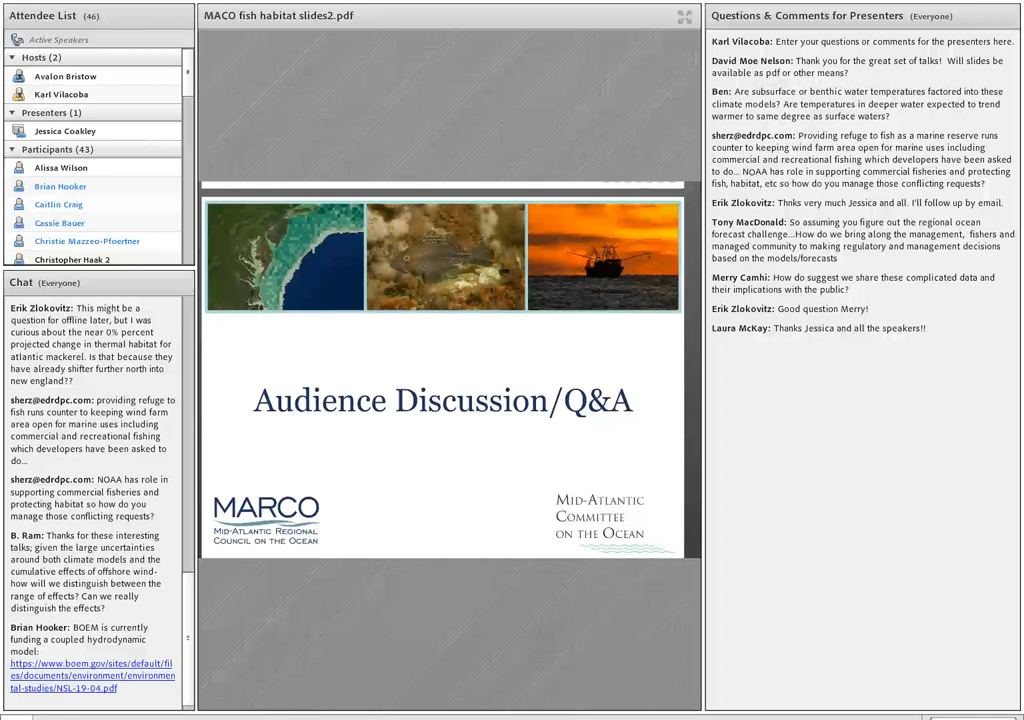 Attendee List (46)
Active Speakers
Hosts (2)
Avalon Bristow
Karl Vilacoba
Presenters (1)
Jessica Coakley
Participants (43)
Alissa Wilson
Brian Hooker
Caitlin Craig
Cassie Bauer
Christie Mazzeo-Pfoertner
Christopher Haak 2
Chat (Everyone)
Erik Zlokovitz: This might be a
question for offline later, but I was
curious about the near 0% percent
projected change in thermal habitat for
atlantic mackerel. Is that because they
have already shifter further north into
new england??
sherz@edrdpc.com: providing refuge to
fish runs counter to keeping wind farm
area open for marine uses including
commercial and recreational fishing
which developers have been asked to
do...
sherz@edrdpc.com: NOAA has role in
supporting commercial fisheries and
protecting habitat so how do you
manage those conflicting requests?
B. Ram: Thanks for these interesting
talks; given the large uncertainties
around both climate models and the
cumulative effects of offshore wind-
how will we distinguish between the
range of effects? Can we really
distinguish the effects?
Brian Hooker: BOEM is currently
funding a coupled hydrodynamic
model:
https://www.boem.gov/sites/default/fil
es/documents/environment/environmen
tal-studies/NSL-19-04.pdf
MACO fish habitat slides2.pdf
Audience Discussion/Q&A
MARCO
MID-ATLANTIC REGIONAL
COUNCIL ON THE OCEAN
MID-ATLANTIC
COMMITTEE
ON THE OCEAN
Questions & Comments for Presenters (Everyone)
Karl Vilacoba: Enter your questions or comments for the presenters here.
David Moe Nelson: Thank you for the great set of talks! Will slides be
available as pdf or other means?
Ben: Are subsurface or benthic water temperatures factored into these
climate models? Are temperatures in deeper water expected to trend
warmer to same degree as surface waters?
sherz@edrdpc.com: Providing refuge to fish as a marine reserve runs
counter to keeping wind farm area open for marine uses including
commercial and recreational fishing which developers have been asked
to do... NOAA has role in supporting commercial fisheries and protecting
fish, habitat, etc so how do you manage those conflicting requests?
Erik Zlokovitz: Thnks very much Jessica and all. I'll follow up by email.
Tony MacDonald: So assuming you figure out the regional ocean
forecast challenge...How do we bring along the management, fishers and
managed community to making regulatory and management decisions
based on the models/forecasts
Merry Camhi: How do suggest we share these complicated data and
their implications with the public?
Erik Zlokovitz: Good question Merry!
Laura McKay: Thanks Jessica and all the speakers!!